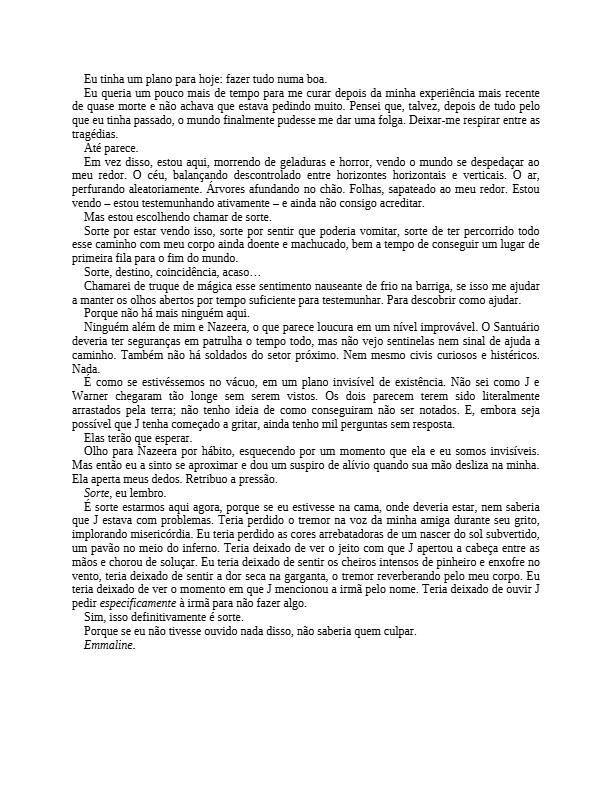 Eu tinha um plano para hoje: fazer tudo numa boa.
Eu queria um pouco mais de tempo para me curar depois da minha experiência mais recente
de quase morte e não achava que estava pedindo muito. Pensei que, talvez, depois de tudo pelo
que eu tinha passado, o mundo finalmente pudesse me dar uma folga. Deixar-me respirar entre as
tragédias.
Até parece.
Em vez disso, estou aqui, morrendo de geladuras e horror, vendo o mundo se despedaçar ao
meu redor. O céu, balançando descontrolado entre horizontes horizontais e verticais. O ar,
perfurando aleatoriamente. Árvores afundando no chão. Folhas, sapateado ao meu redor. Estou
vendo – estou testemunhando ativamente – e ainda não consigo acreditar.
Mas estou escolhendo chamar de sorte.
Sorte por estar vendo isso, sorte por sentir que poderia vomitar, sorte de ter percorrido todo
esse caminho com meu corpo ainda doente e machucado, bem a tempo de conseguir um lugar de
primeira fila para o fim do mundo.
Sorte, destino, coincidência, acaso…
Chamarei de truque de mágica esse sentimento nauseante de frio na barriga, se isso me ajudar
a manter os olhos abertos por tempo suficiente para testemunhar. Para descobrir como ajudar.
Porque não há mais ninguém aqui.
Ninguém além de mim e Nazeera, o que parece loucura em um nível improvável. O Santuário
deveria ter seguranças em patrulha o tempo todo, mas não vejo sentinelas nem sinal de ajuda a
caminho. Também não há soldados do setor próximo. Nem mesmo civis curiosos e histéricos.
Nada.
É como se estivéssemos no vácuo, em um plano invisível de existência. Não sei como J e
Warner chegaram tão longe sem serem vistos. Os dois parecem terem sido literalmente
arrastados pela terra; não tenho ideia de como conseguiram não ser notados. E, embora seja
possível que J tenha começado a gritar, ainda tenho mil perguntas sem resposta.
Elas terão que esperar.
Olho para Nazeera por hábito, esquecendo por um momento que ela e eu somos invisíveis.
Mas então eu a sinto se aproximar e dou um suspiro de alívio quando sua mão desliza na minha.
Ela aperta meus dedos. Retribuo a pressão.
Sorte, eu lembro.
É sorte estarmos aqui agora, porque se eu estivesse na cama, onde deveria estar, nem saberia
que J estava com problemas. Teria perdido o tremor na voz da minha amiga durante seu grito,
implorando misericórdia. Eu teria perdido as cores arrebatadoras de um nascer do sol subvertido,
um pavão no meio do inferno. Teria deixado de ver o jeito com que J apertou a cabeça entre as
mãos e chorou de soluçar. Eu teria deixado de sentir os cheiros intensos de pinheiro e enxofre no
vento, teria deixado de sentir a dor seca na garganta, o tremor reverberando pelo meu corpo. Eu
teria deixado de ver o momento em que J mencionou a irmã pelo nome. Teria deixado de ouvir J
pedir especificamente à irmã para não fazer algo.
Sim, isso definitivamente é sorte.
Porque se eu não tivesse ouvido nada disso, não saberia quem culpar.
Emmaline.